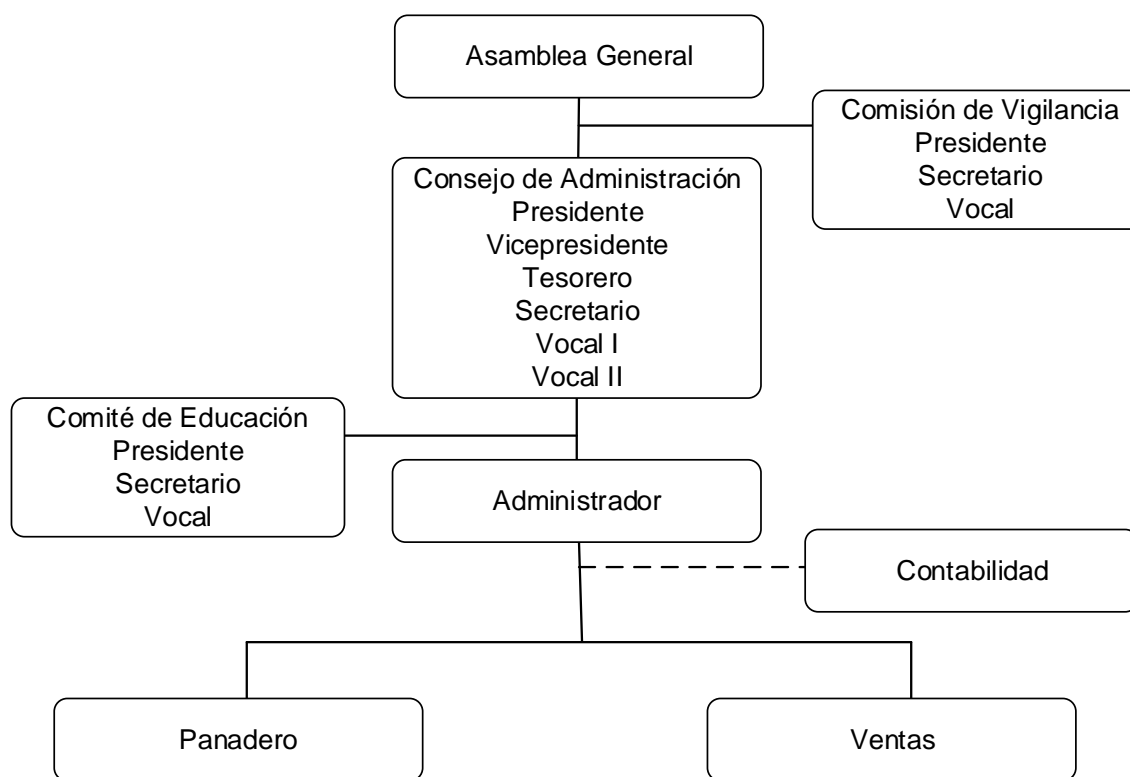 Asamblea General
Comisión de Vigilancia
Presidente
Secretario
Vocal
Consejo de Administración
Presidente
Vicepresidente
Tesorero
Secretario
Vocal I
Vocal II
Comité de Educación
Presidente
Secretario
Vocal
Administrador
Contabilidad
Panadero
Ventas